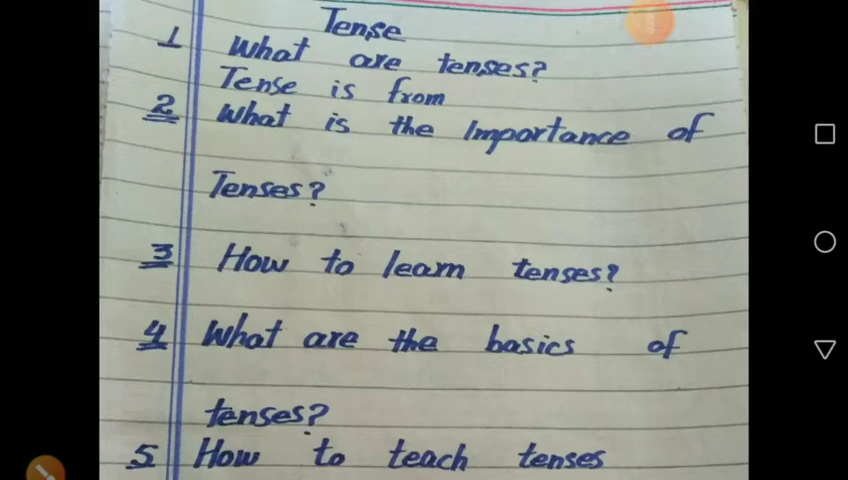 Tense
1 What are tenses?
Tense is from
2 What is the Importance of
Tenses?
3 How to learn tenses?
4 What are the basics of
tenses?
5 How to teach tenses